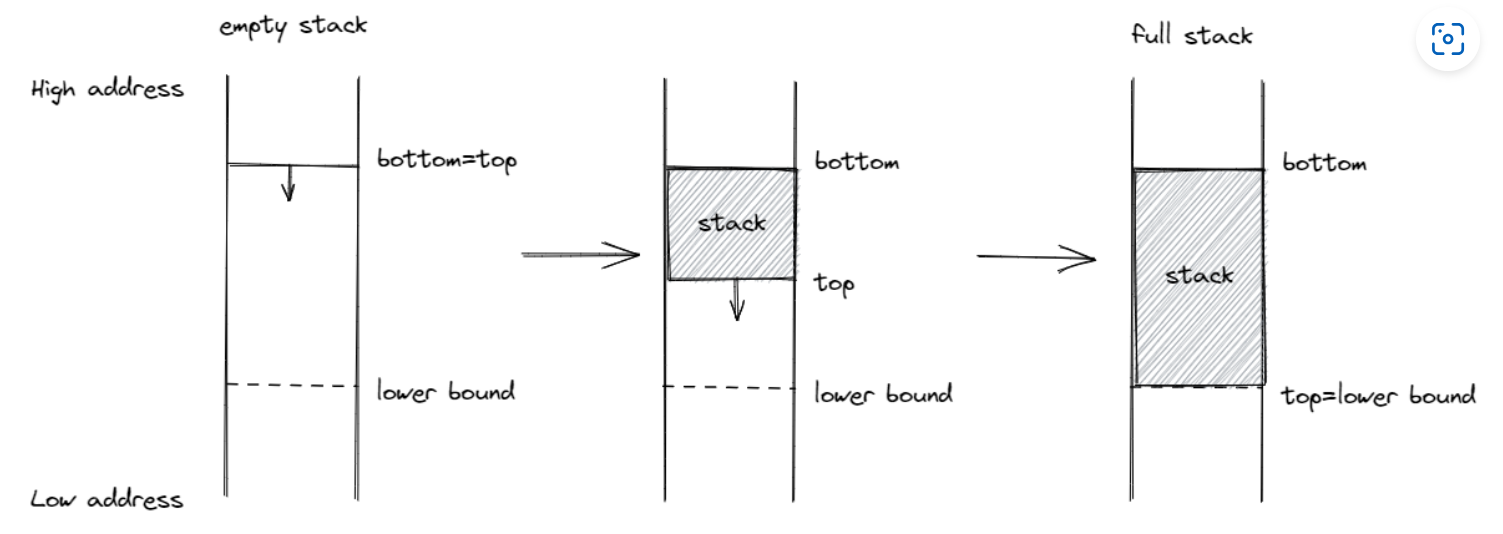 empty stack
full stack
High address
bottom=top
bottom
bottom
stack
stack
top
lower bound
lower bound
top=lower bound
Low address